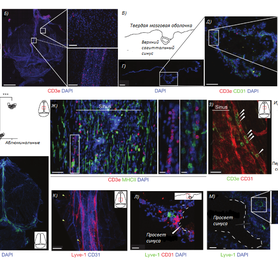 Б)
В)
Д)
Твердая мозговая оболочка
Верхний
сагиттальный
синус
Г)
CD3e DAPI
DAPI
CD3e CD31 DAPI
Ж)
Sinus
Sinus
Аблюминальные
CD3e MHCII DAPI
CD3e CD31
К)
Л)
М)
Просвет
синуса
Просвет
синуса
Lyve-1 CD31
Lyve-1 CD31 DAPI
Lyve-1 DAPI